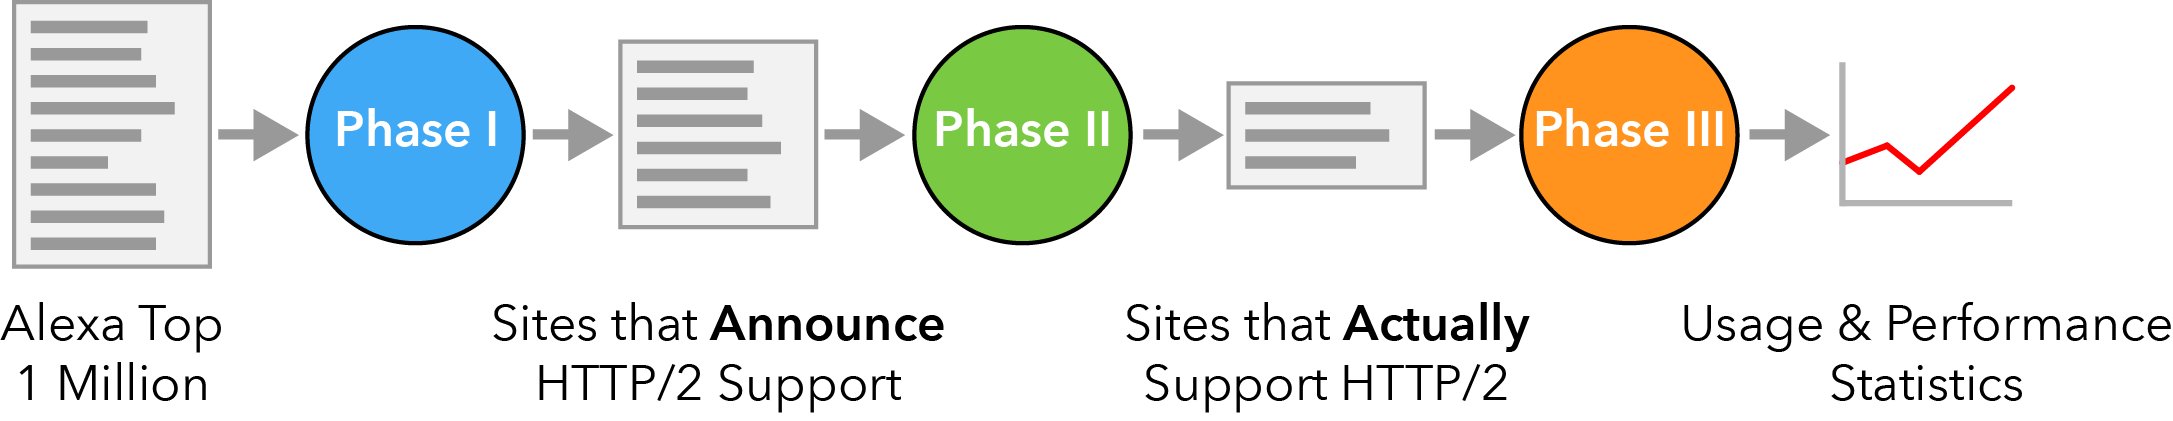 Phase I
Phase II
Phase III
Alexa Top
1 Million
Sites that Announce
HTTP/2 Support
Sites that Actually
Support HTTP/2
Usage & Performance
Statistics